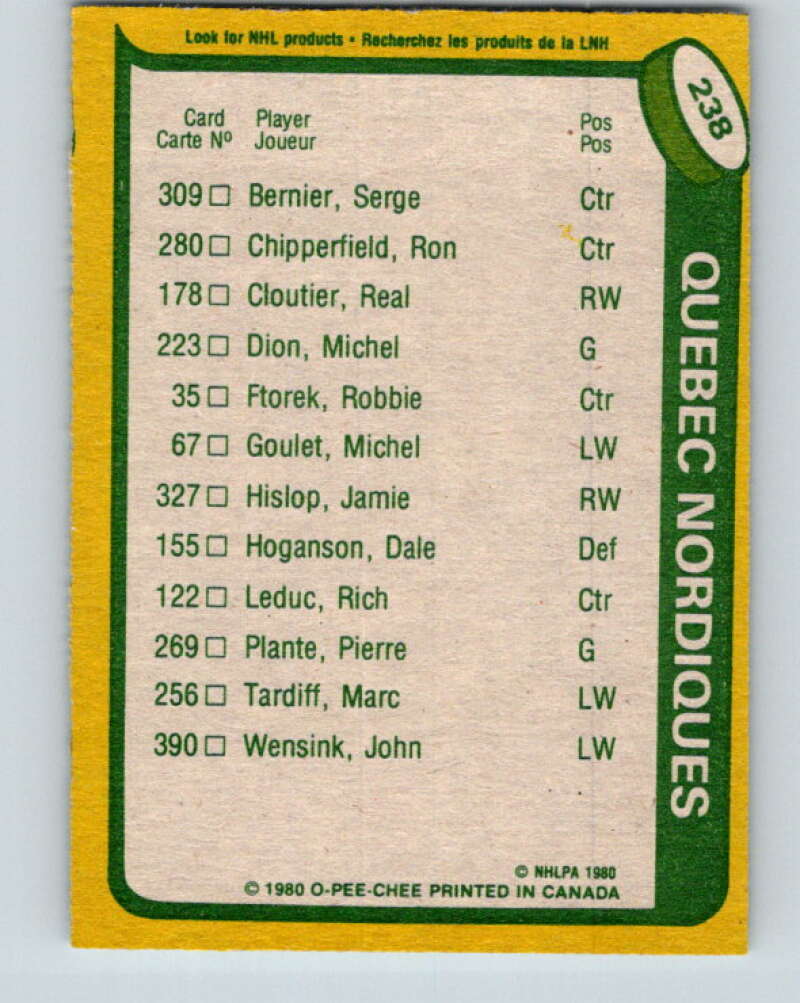 Look for NHL products • Recherchez les produits de la LNH
238
Card Player Pos
Carte Nº Joueur Pos
309 □ Bernier, Serge Ctr
280 □ Chipperfield, Ron Ctr
178 □ Cloutier, Real RW
223 □ Dion, Michel G
35 □ Ftorek, Robbie Ctr
67 □ Goulet, Michel LW
327 □ Hislop, Jamie RW
155 □ Hoganson, Dale Def
122 □ Leduc, Rich Ctr
269 □ Plante, Pierre G
256 □ Tardiff, Marc LW
390 □ Wensink, John LW
QUEBEC NORDIQUES
© NHLPA 1980
© 1980 O-PEE-CHEE PRINTED IN CANADA